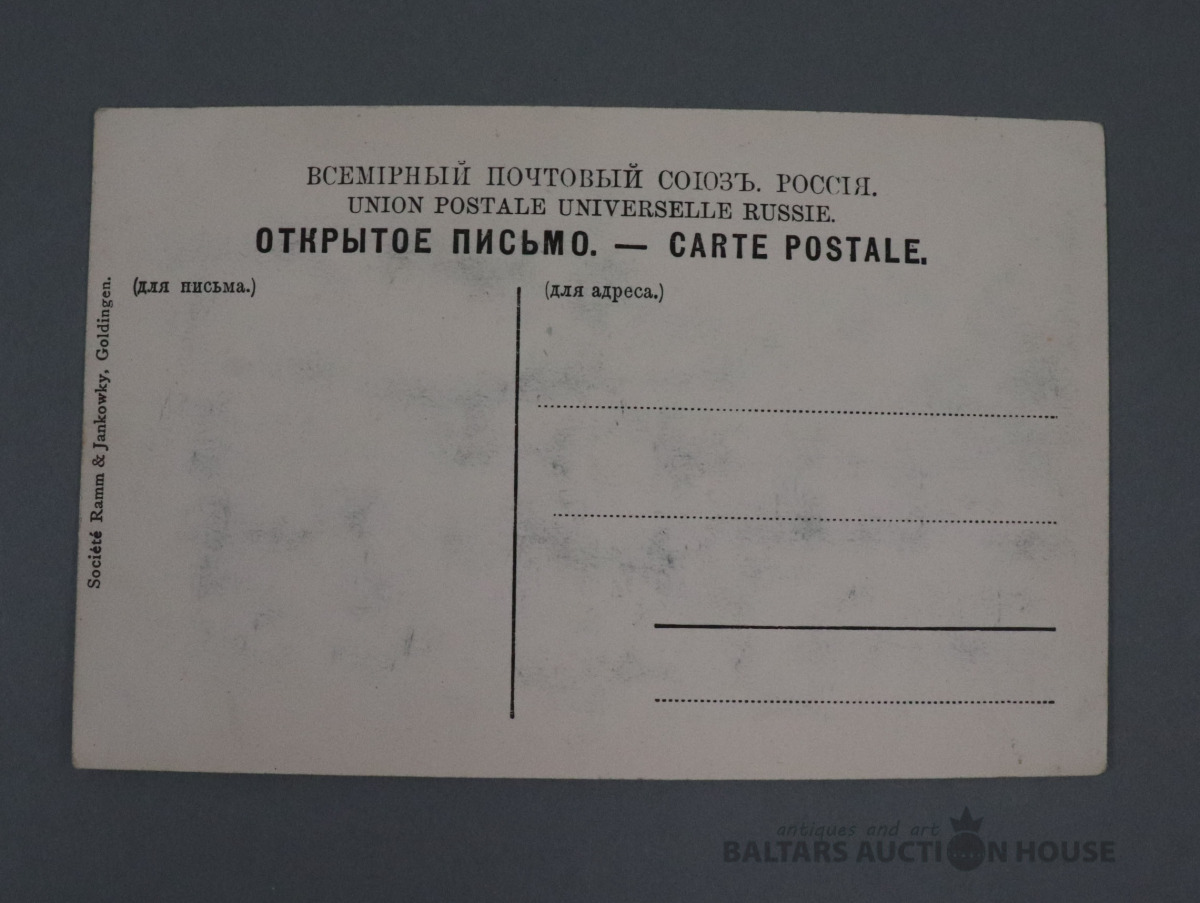 ВСЕМІРНЫЙ ПОЧТОВЫЙ СОЮЗЪ. РОССІЯ.
UNION POSTALE UNIVERSELLE RUSSIE.
ОТКРЫТОЕ ПИСЬМО. — CARTE POSTALE.
(для письма.)
(для адреса.)
Société Ramm & Jankowky, Goldingen.
antiques and art
BALTARS AUCTION HOUSE